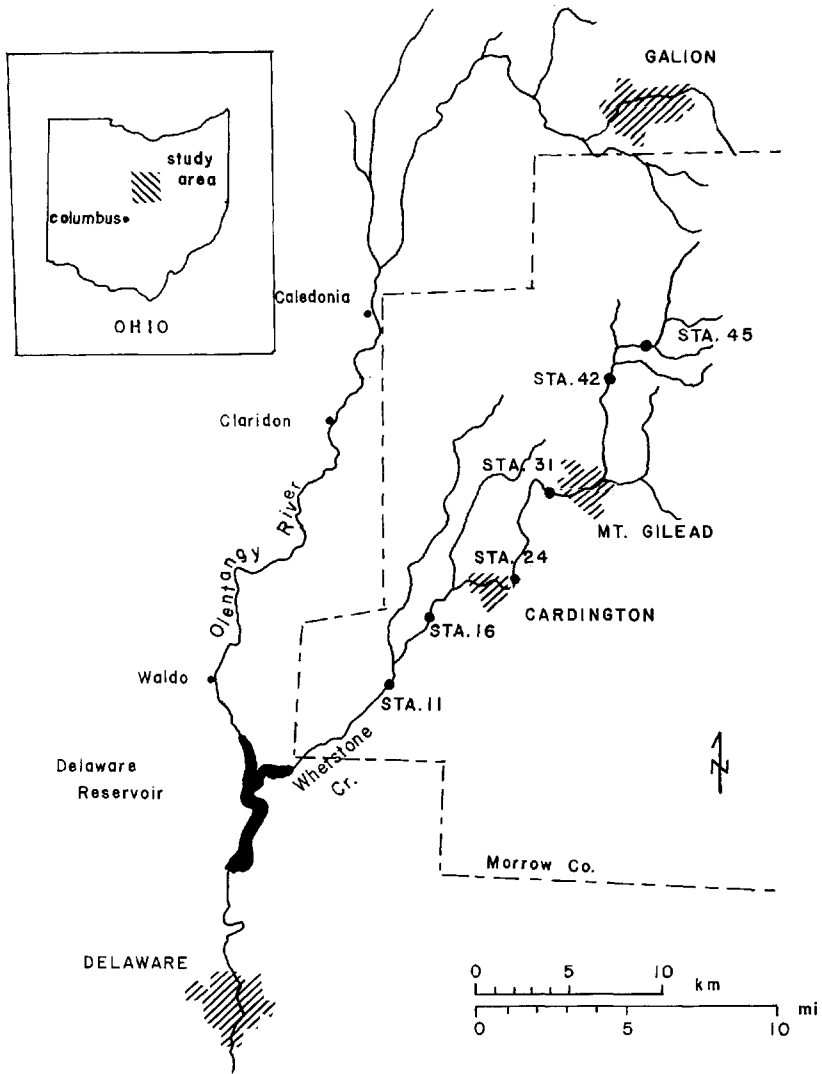 GALION
study
area
columbus
OHIO
Caledonia
STA. 45
STA. 42
Claridon
STA. 31
Olentangy River
MT. GILEAD
STA. 24
CARDINGTON
STA. 16
Waldo
STA. 11
Whetstone
Cr.
Delaware
Reservoir
N
Morrow Co.
DELAWARE
0 5 10
km
mi
0 5 10